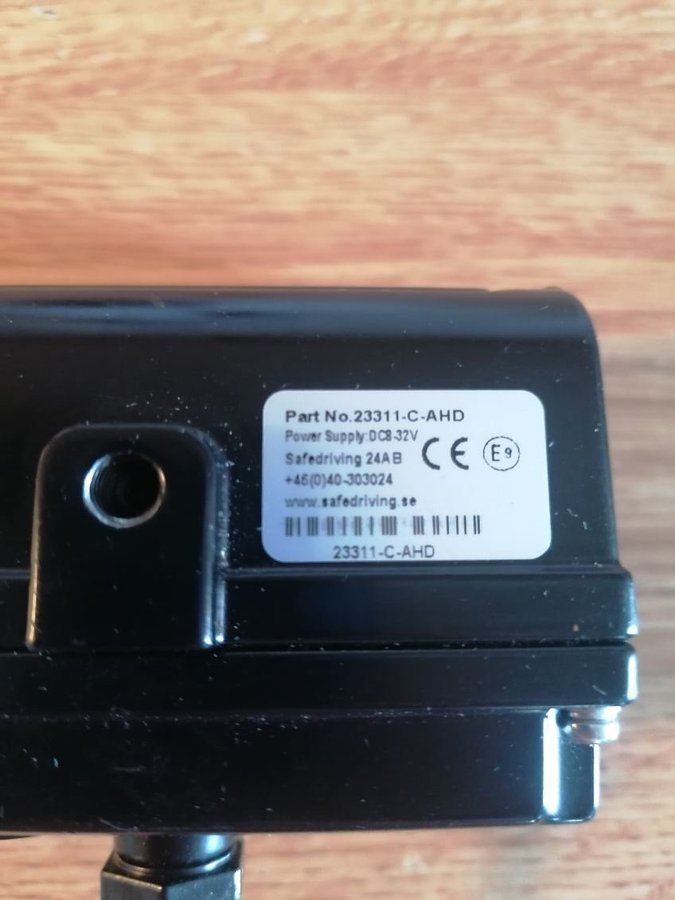 Part No.23311-C-AHD
Power Supply:DC8-32V
Safedriving 24AB
+46(0)40-303024
www.safedriving.se
CE
E9
23311-C-AHD